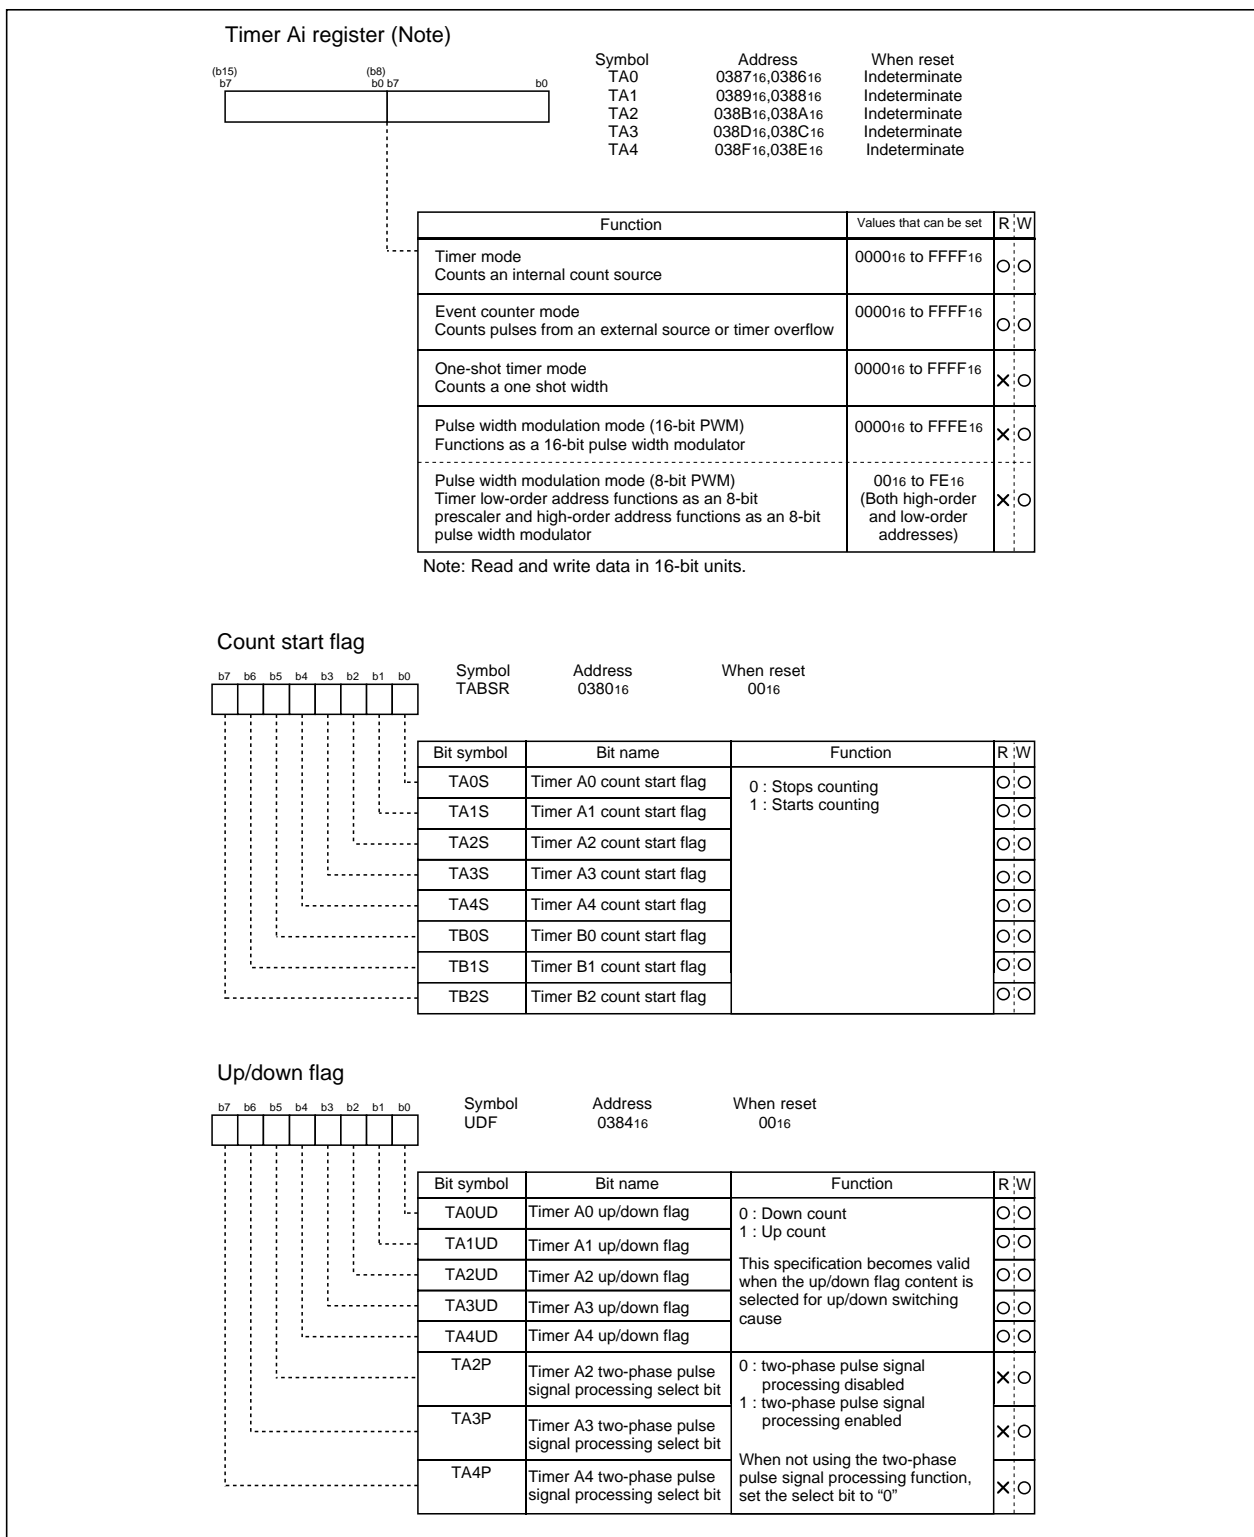 Timer Ai register (Note)
Symbol Address When reset
TA0 038716,038616 Indeterminate
TA1 038916,038816 Indeterminate
TA2 038B16,038A16 Indeterminate
TA3 038D16,038C16 Indeterminate
TA4 038F16,038E16 Indeterminate
(b15) (b8)
b7 b0 b7 b0
Function Values that can be set R W
Timer mode 000016 to FFFF16
Counts an internal count source
Event counter mode 000016 to FFFF16
Counts pulses from an external source or timer overflow
One-shot timer mode 000016 to FFFF16
Counts a one shot width
Pulse width modulation mode (16-bit PWM) 000016 to FFFE16
Functions as a 16-bit pulse width modulator
Pulse width modulation mode (8-bit PWM) 0016 to FE16
Timer low-order address functions as an 8-bit (Both high-order
prescaler and high-order address functions as an 8-bit and low-order
pulse width modulator addresses)
Note: Read and write data in 16-bit units.
Count start flag
b7 b6 b5 b4 b3 b2 b1 b0
Symbol Address When reset
TABSR 038016 0016
Bit symbol Bit name Function R W
TA0S Timer A0 count start flag 0 : Stops counting
TA1S Timer A1 count start flag 1 : Starts counting
TA2S Timer A2 count start flag
TA3S Timer A3 count start flag
TA4S Timer A4 count start flag
TB0S Timer B0 count start flag
TB1S Timer B1 count start flag
TB2S Timer B2 count start flag
Up/down flag
b7 b6 b5 b4 b3 b2 b1 b0
Symbol Address When reset
UDF 038416 0016
Bit symbol Bit name Function R W
TA0UD Timer A0 up/down flag
TA1UD Timer A1 up/down flag
TA2UD Timer A2 up/down flag
TA3UD Timer A3 up/down flag
TA4UD Timer A4 up/down flag
0 : Down count
1 : Up count
This specification becomes valid
when the up/down flag content is
selected for up/down switching
cause
TA2P Timer A2 two-phase pulse
signal processing select bit
TA3P Timer A3 two-phase pulse
signal processing select bit
TA4P Timer A4 two-phase pulse
signal processing select bit
0 : two-phase pulse signal
processing disabled
1 : two-phase pulse signal
processing enabled
When not using the two-phase
pulse signal processing function,
set the select bit to “0”